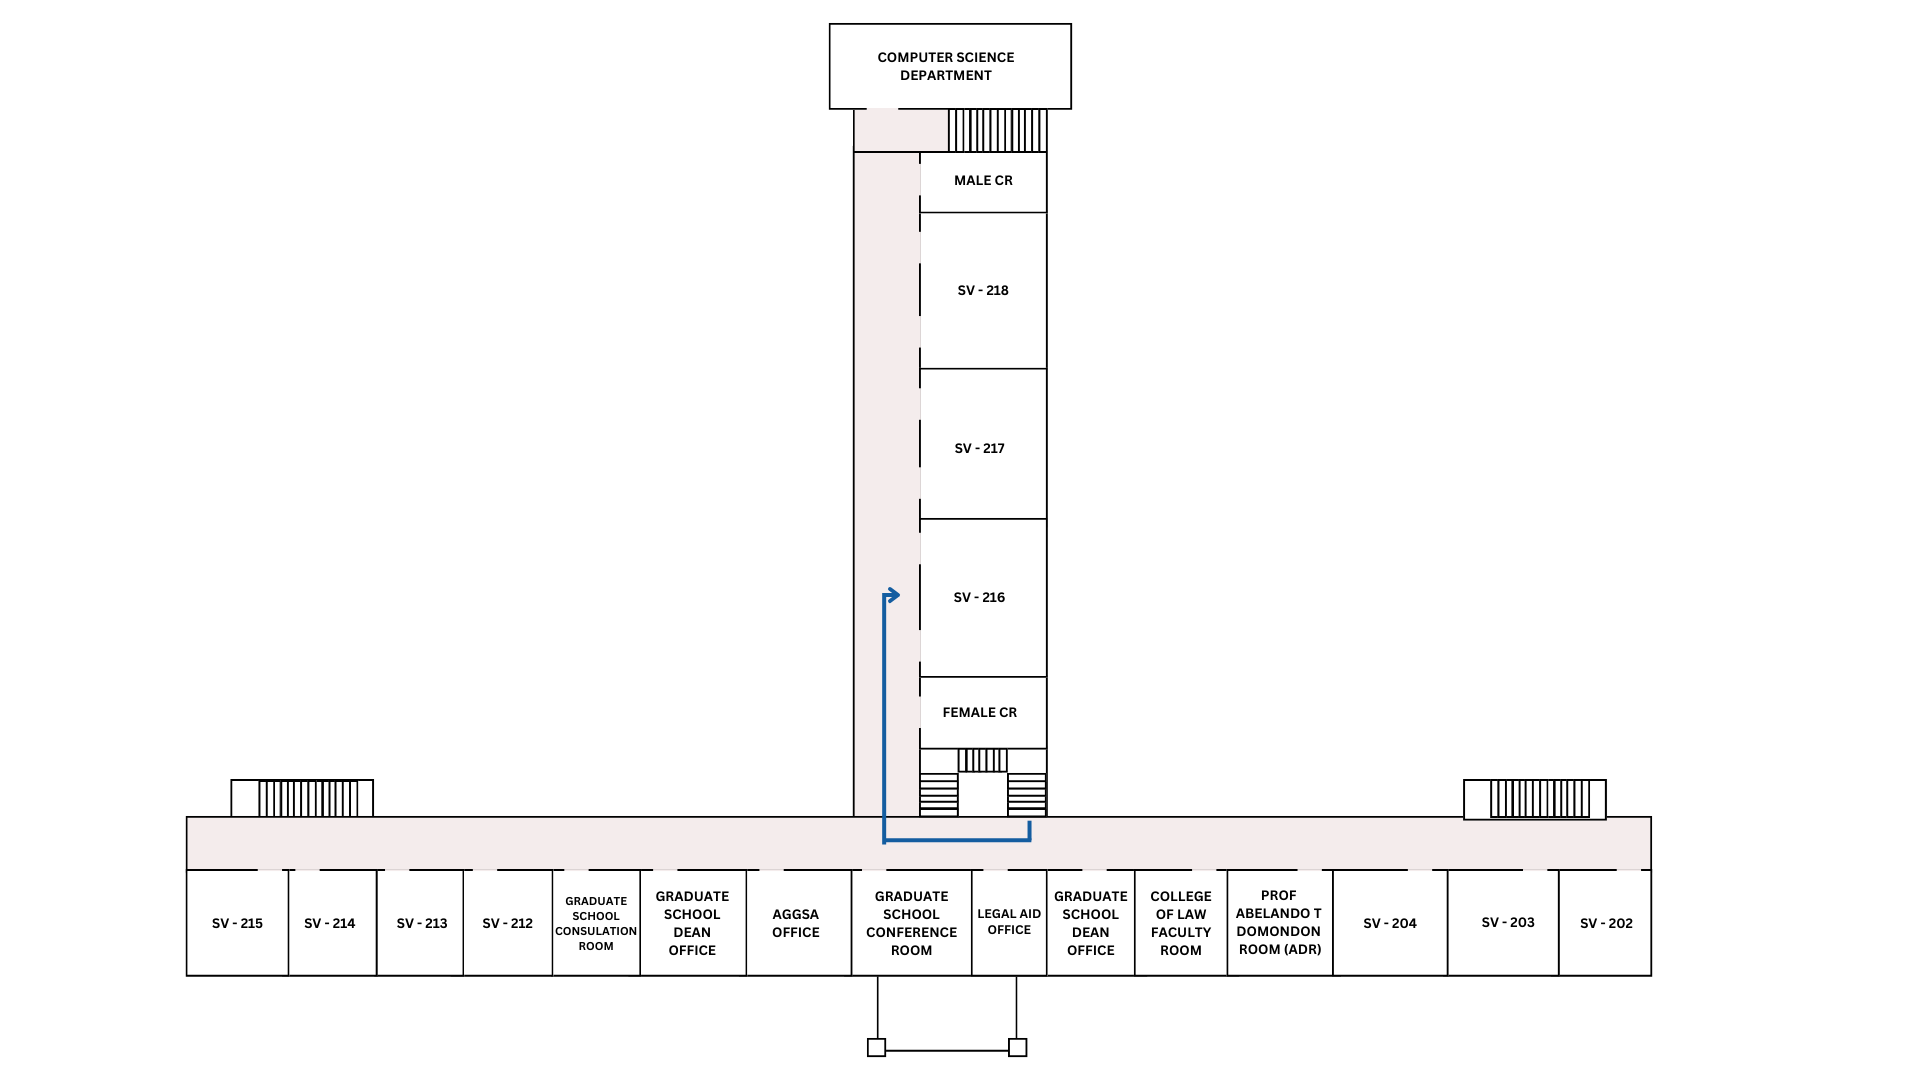 COMPUTER SCIENCE
DEPARTMENT
MALE CR
SV - 218
SV - 217
SV - 216
FEMALE CR
SV - 215
SV - 214
SV - 213
SV - 212
GRADUATE
SCHOOL
CONSULATION
ROOM
GRADUATE
SCHOOL
DEAN
OFFICE
AGGSA
OFFICE
GRADUATE
SCHOOL
CONFERENCE
ROOM
LEGAL AID
OFFICE
GRADUATE
SCHOOL
DEAN
OFFICE
COLLEGE
OF LAW
FACULTY
ROOM
PROF
ABELANDO T
DOMONDON
ROOM (ADR)
SV - 204
SV - 203
SV - 202